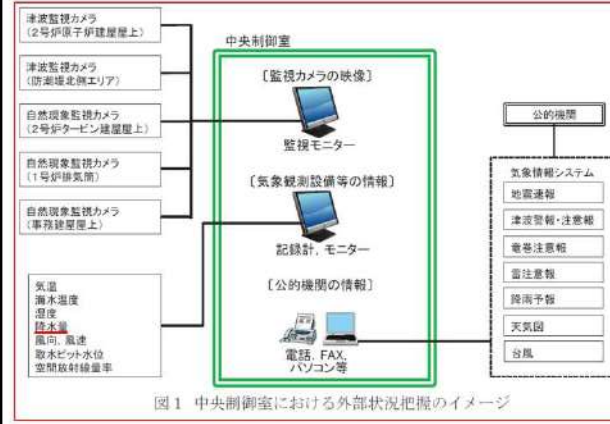 津波監視カメラ
(2号炉原子炉建屋屋上)
津波監視カメラ
(防潮堤北側エリア)
自然現象監視カメラ
(2号炉タービン建屋屋上)
自然現象監視カメラ
(1号炉排気筒)
自然現象監視カメラ
(事務建屋屋上)
気温
海水温度
湿度
降水量
風向,風速
取水ピット水位
空間放射線量率
中央制御室
〔監視カメラの映像〕
監視モニター
〔気象観測設備等の情報〕
記録計,モニター
〔公的機関の情報〕
電話,FAX,
パソコン等
公的機関
気象情報システム
地震速報
津波警報・注意報
竜巻注意報
雷注意報
降雨予報
天気図
台風
図1 中央制御室における外部状況把握のイメージ